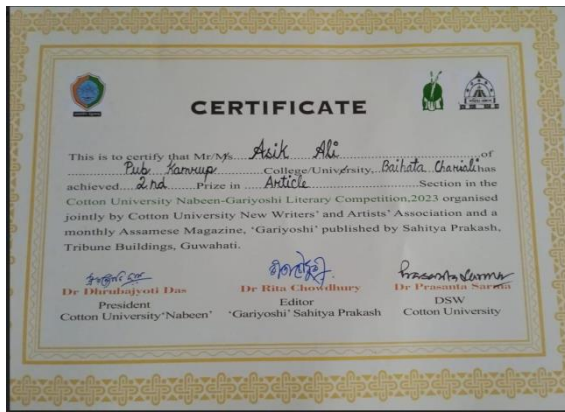 CERTIFICATE
This is to certify that Mr/Ms. Asik Ali of
Pub Kamrup College/University, Baihata Chariali has
achieved 2nd Prize in Article Section in the
Cotton University Nabeen-Gariyoshi Literary Competition,2023 organised
jointly by Cotton University New Writers' and Artists' Association and a
monthly Assamese Magazine, 'Gariyoshi' published by Sahitya Prakash,
Tribune Buildings, Guwahati.
Prasanta Sarma
Dr Dhrubajyoti Das Dr Rita Chowdhury Dr Prasanta Sarma
President Editor DSW
Cotton University'Nabeen' 'Gariyoshi' Sahitya Prakash Cotton University